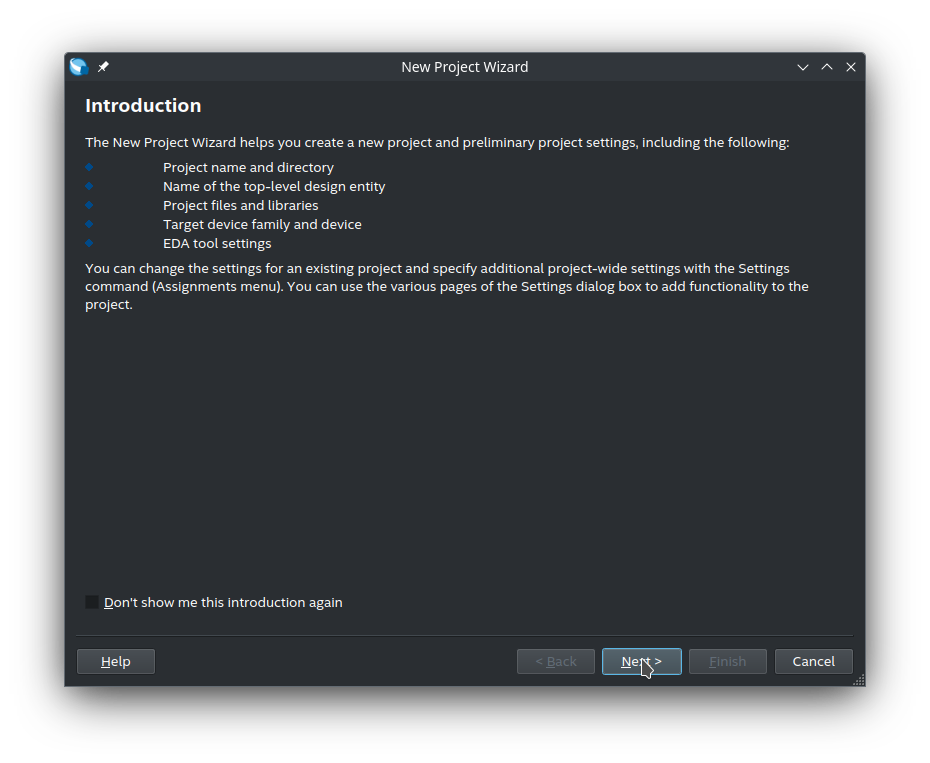 New Project Wizard
Introduction
The New Project Wizard helps you create a new project and preliminary project settings, including the following:
Project name and directory
Name of the top-level design entity
Project files and libraries
Target device family and device
EDA tool settings
You can change the settings for an existing project and specify additional project-wide settings with the Settings
command (Assignments menu). You can use the various pages of the Settings dialog box to add functionality to the
project.
Don't show me this introduction again
Help
< Back
Next >
Finish
Cancel